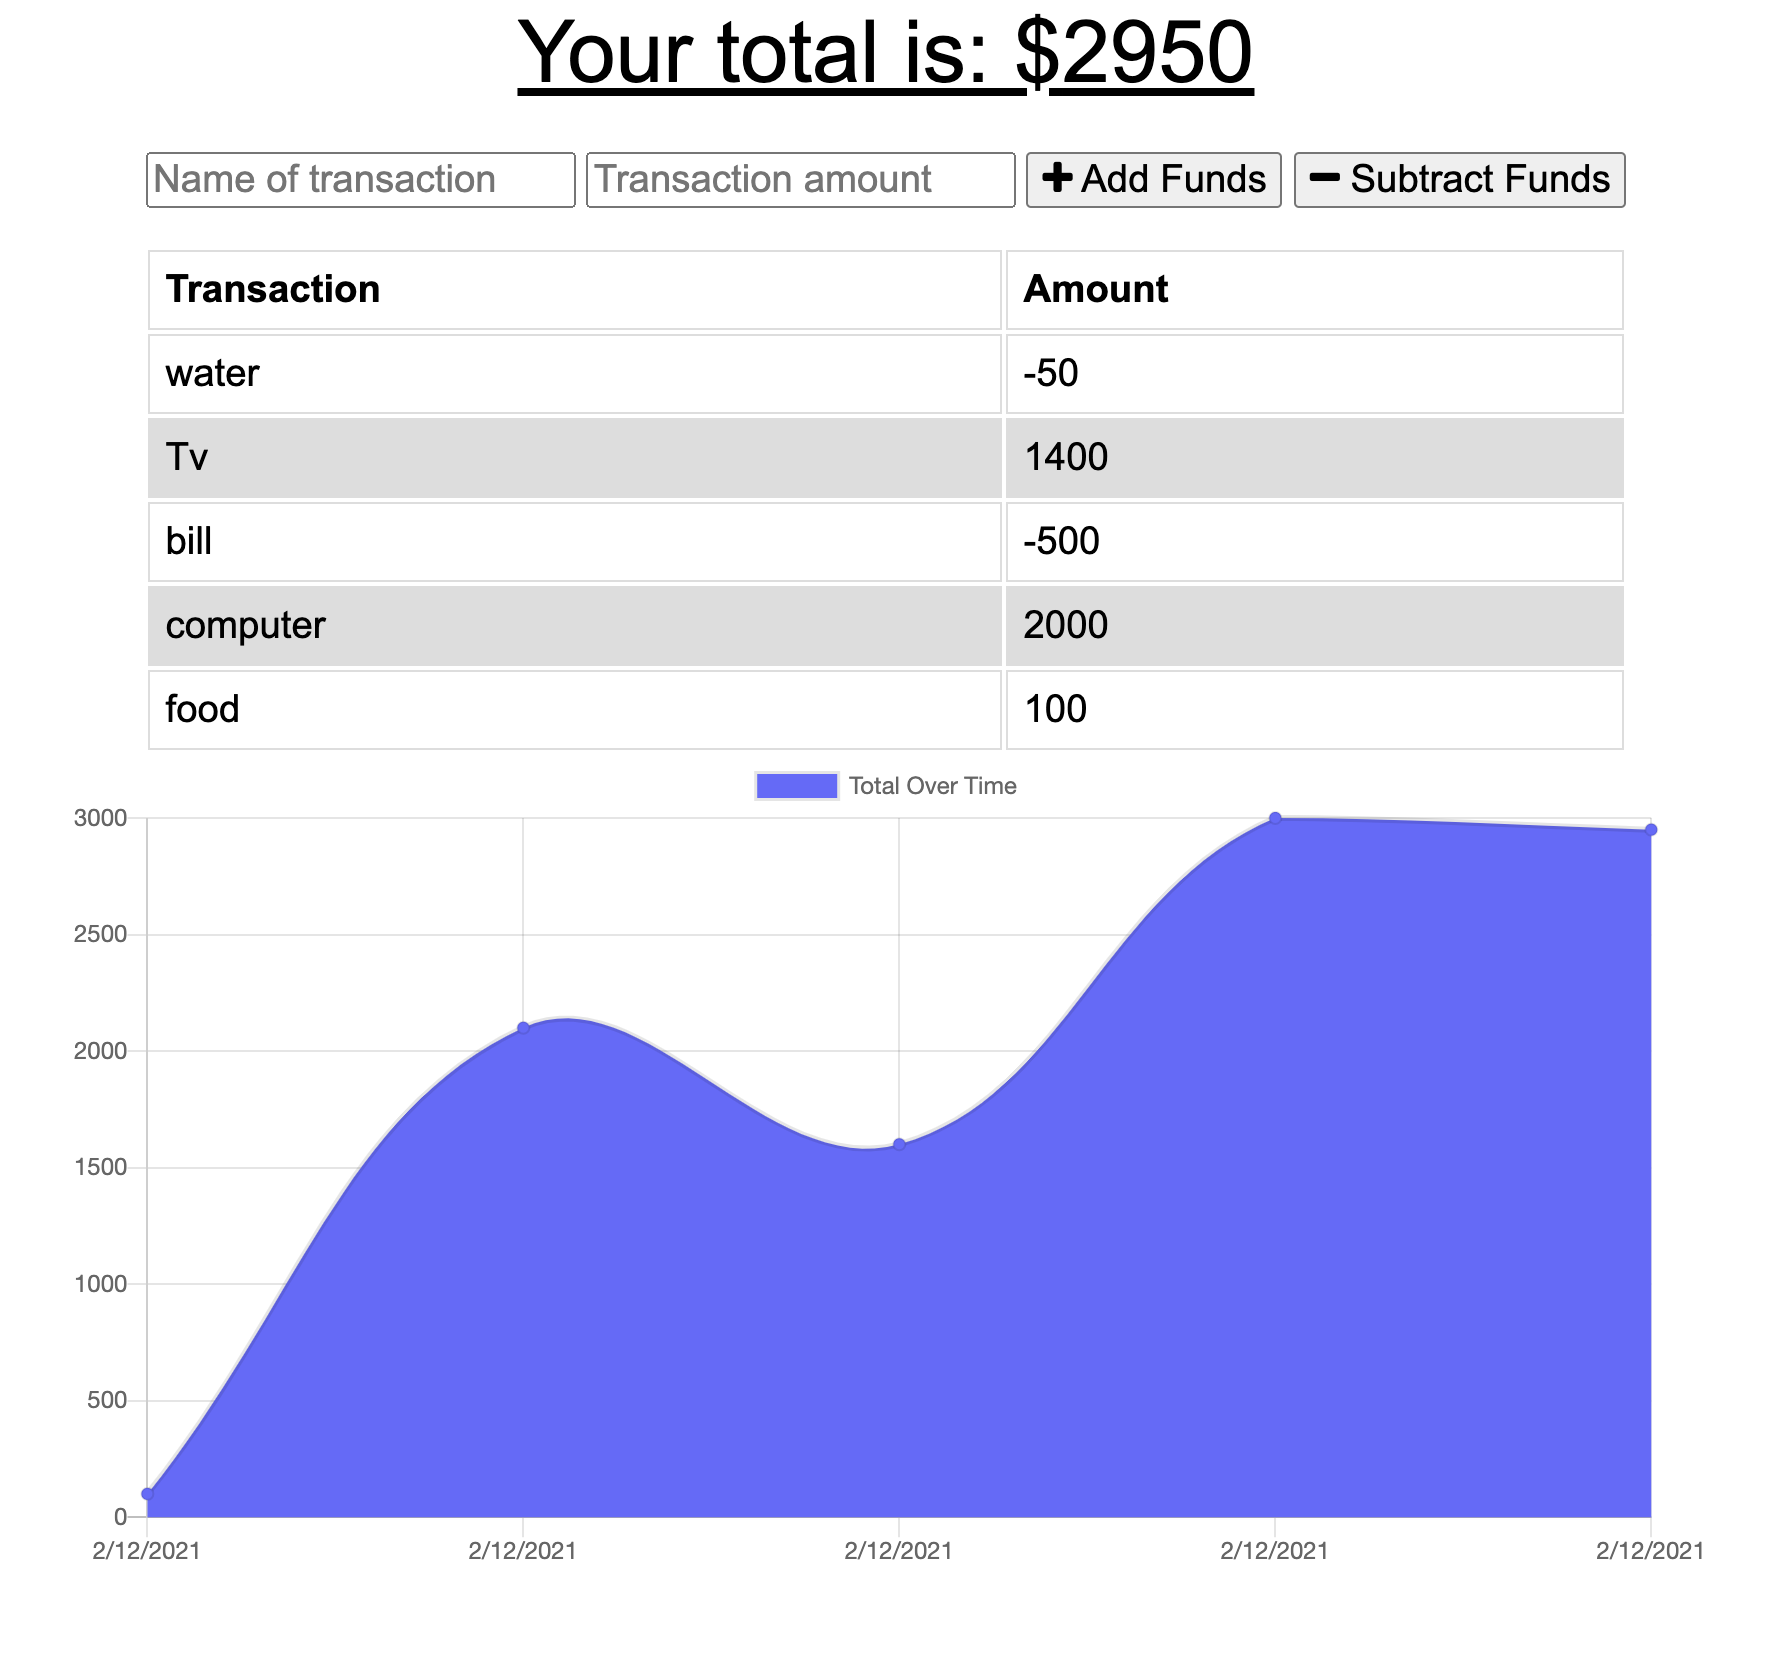 Your total is: $2950
Name of transaction Transaction amount Add Funds Subtract Funds
Transaction Amount
water -50
Tv 1400
bill -500
computer 2000
food 100
Total Over Time
3000
2500
2000
1500
1000
500
0
2/12/2021 2/12/2021 2/12/2021 2/12/2021 2/12/2021